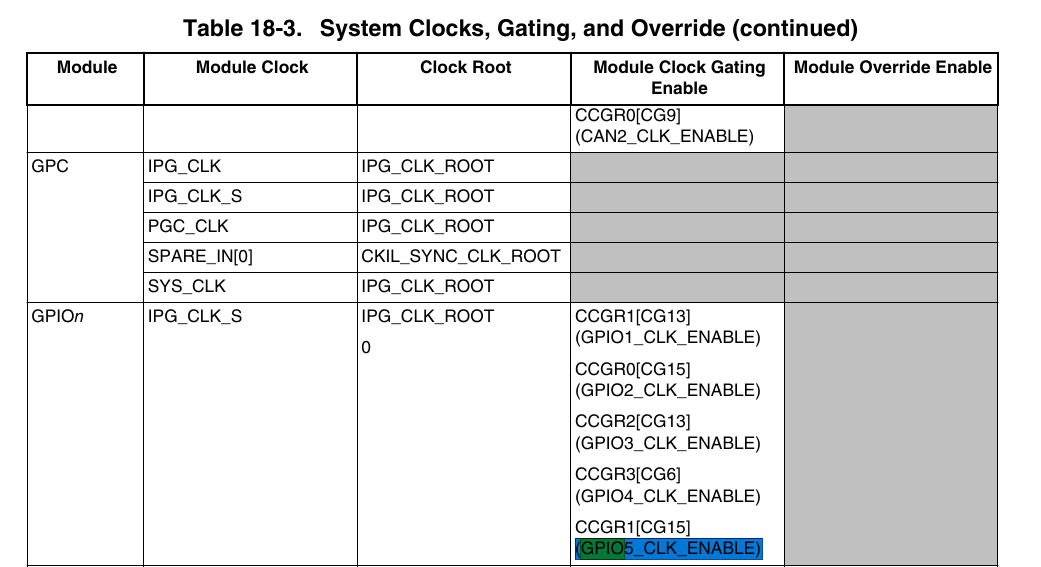 Table 18-3. System Clocks, Gating, and Override (continued)
Module Module Clock Clock Root Module Clock Gating Enable Module Override Enable
CCGR0[CG9]
(CAN2_CLK_ENABLE)
GPC IPG_CLK IPG_CLK_ROOT
IPG_CLK_S IPG_CLK_ROOT
PGC_CLK IPG_CLK_ROOT
SPARE_IN[0] CKIL_SYNC_CLK_ROOT
SYS_CLK IPG_CLK_ROOT
GPIOn IPG_CLK_S IPG_CLK_ROOT CCGR1[CG13]
0 (GPIO1_CLK_ENABLE)
CCGR0[CG15]
(GPIO2_CLK_ENABLE)
CCGR2[CG13]
(GPIO3_CLK_ENABLE)
CCGR3[CG6]
(GPIO4_CLK_ENABLE)
CCGR1[CG15]
(GPIO5_CLK_ENABLE)